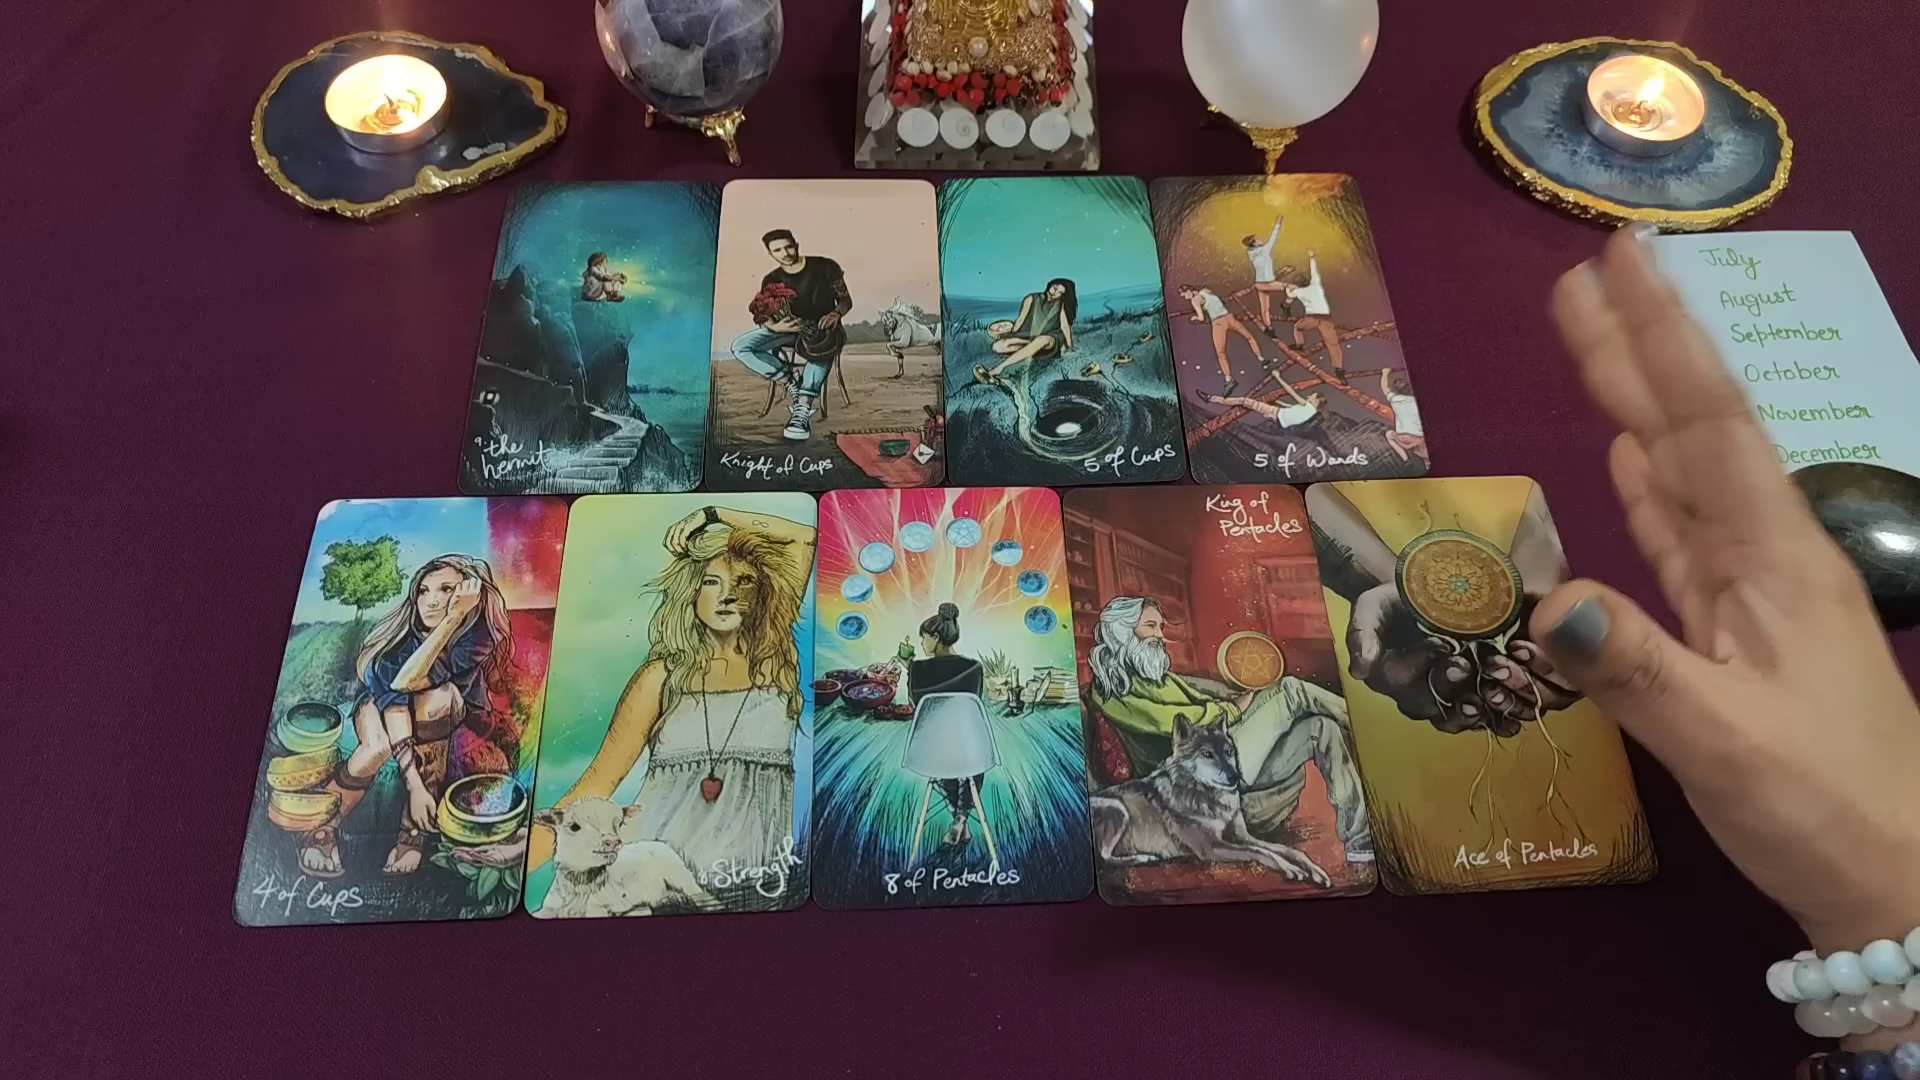 9. the
hermit
Knight of Cups
5 of Cups
5 of Wands
July
August
September
October
November
December
4 of Cups
8 Strength
8 of Pentacles
King of
Pentacles
Ace of Pentacles